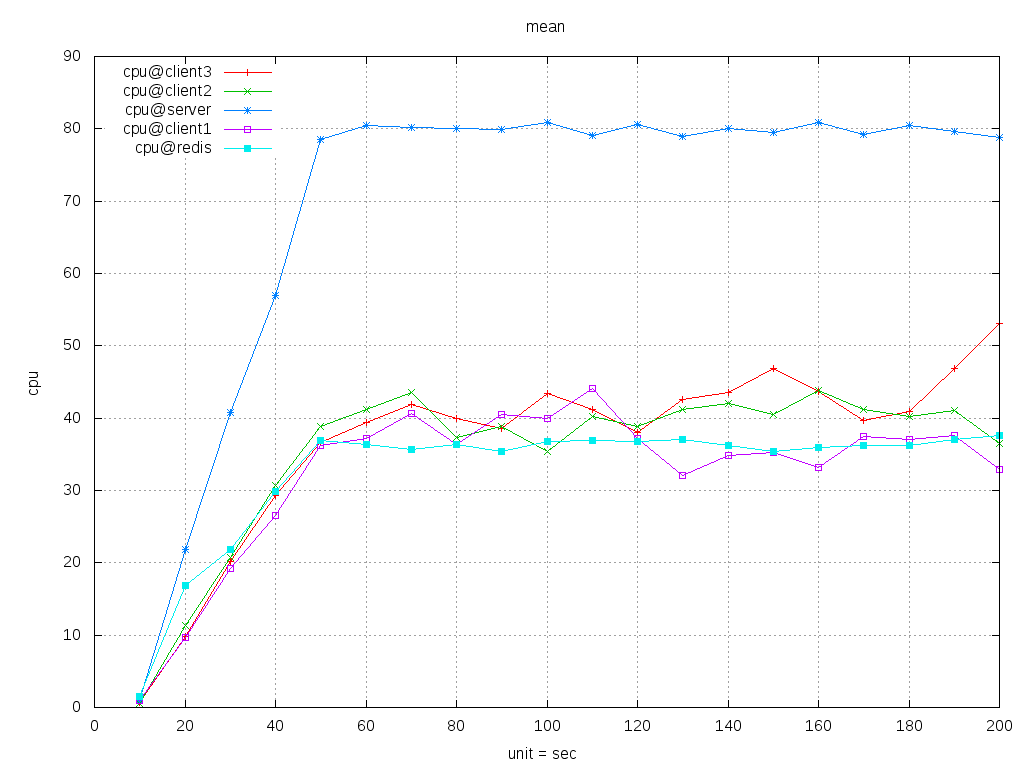 mean
90
80
70
60
50
40
30
20
10
0
cpu
cpu@client3
cpu@client2
cpu@server
cpu@client1
cpu@redis
0 20 40 60 80 100 120 140 160 180 200
unit = sec